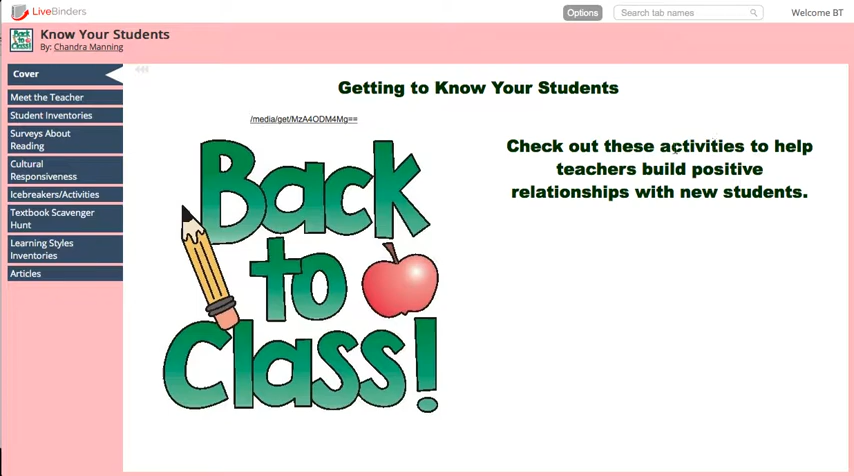 LiveBinders
Options
Search tab names
Welcome BT
Back to Class!
Know Your Students
By: Chandra Manning
Cover
Meet the Teacher
Student Inventories
Surveys About
Reading
Cultural
Responsiveness
Icebreakers/Activities
Textbook Scavenger
Hunt
Learning Styles
Inventories
Articles
Getting to Know Your Students
/media/get/MzA4ODM4Mg==
Back
to
Class!
Check out these activities to help
teachers build positive
relationships with new students.